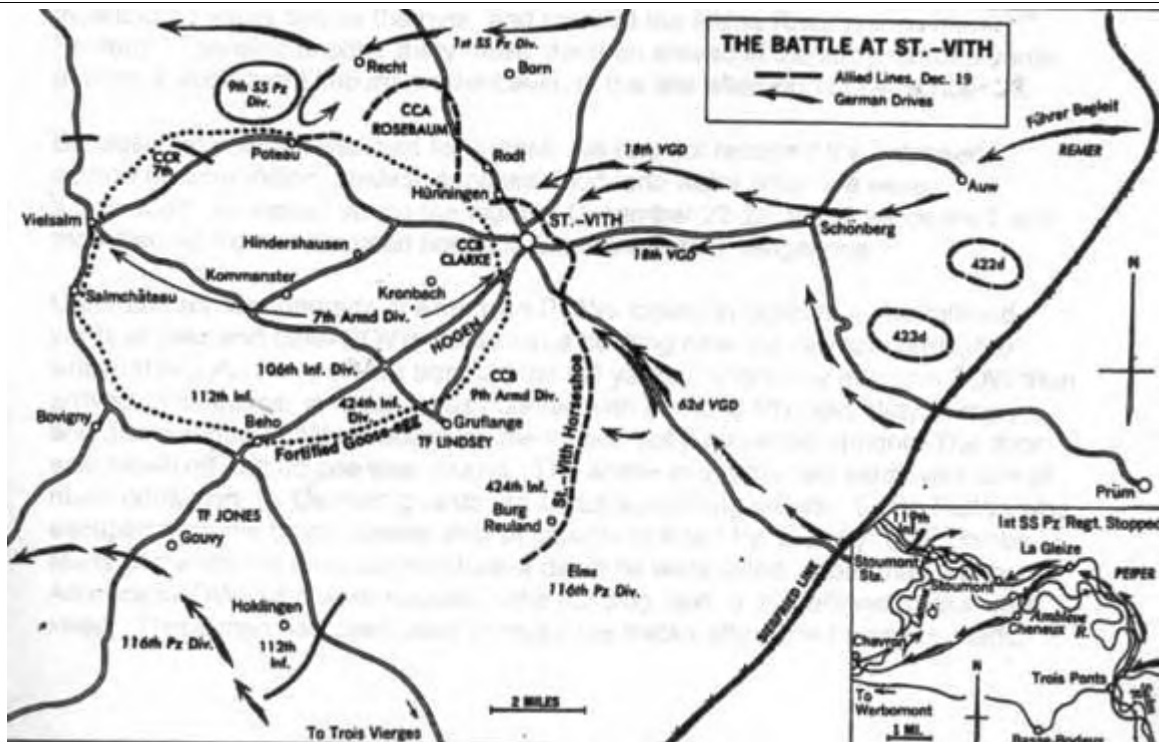 THE BATTLE AT ST.-VITH
Allied Lines, Dec. 19
German Drives
Recht
1st SS Pz Div.
Born
9th SS Pz
Div.
CCA
ROSEBAUM
CCR
7th
Poteau
Rodt
Hünningen
ST.-VITH
18th VGD
18th VGD
Führer Begleit
REMER
Auw
Schönberg
422d
423d
N
Vielsalm
Hindershausen
CCB
CLARKE
Kommanster
Kronbach
Salmchâteau
7th Armd Div.
HOGEN
106th Inf. Div.
CCB
9th Armd Div.
62d VGD
112th Inf.
424th Inf.
Div.
Bovigny
Beho
Gruflange
Fortified Goose-EGG
TF LINDSEY
St.-Vith Horseshoe
424th Inf.
Burg
Reuland
Prüm
TF JONES
Gouvy
Elms
116th Pz Div.
SIEGFRIED LINE
Hoklingen
112th
Inf.
116th Pz Div.
2 MILES
To Trois Vierges
1st SS Pz Regt. Stopped
119th
La Gleize
Stoumont
Sta.
Stoumont
PEIPER
Amblève
R.
Cheneux
Trois Ponts
To
Werbomont
N
1 MI.